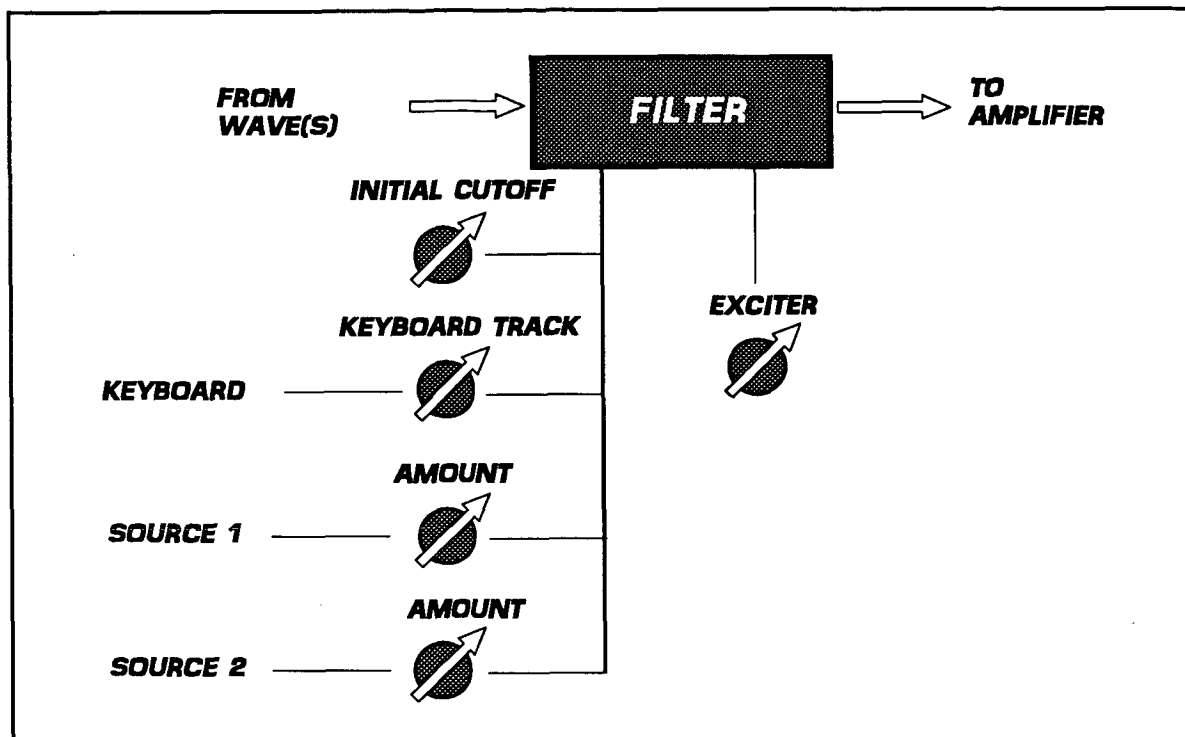 FROM
WAVE(S)
FILTER
TO
AMPLIFIER
INITIAL CUTOFF
KEYBOARD TRACK
EXCITER
KEYBOARD
AMOUNT
SOURCE 1
AMOUNT
SOURCE 2